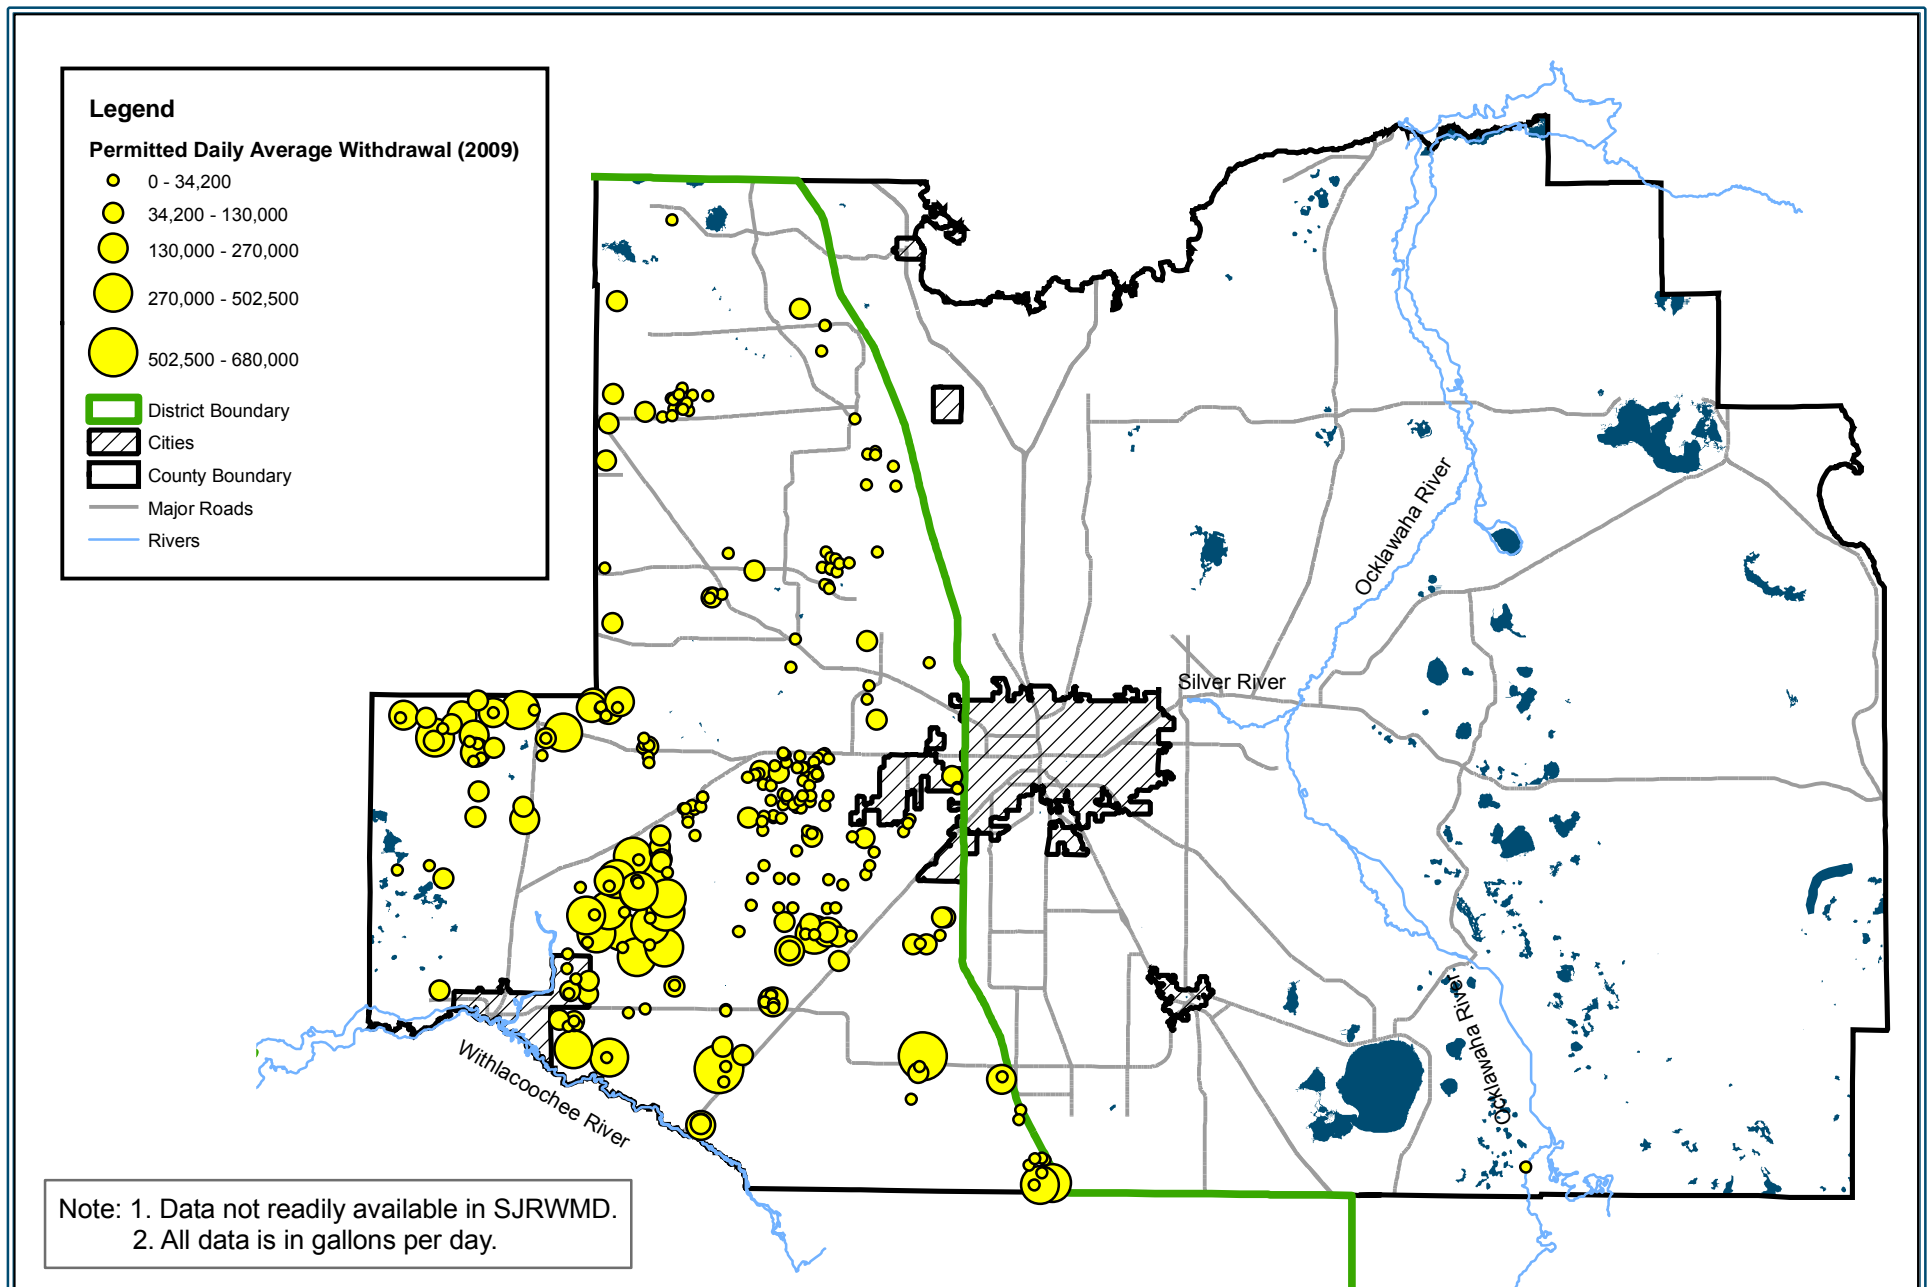 Legend
Permitted Daily Average Withdrawal (2009)
0 - 34,200
34,200 - 130,000
130,000 - 270,000
270,000 - 502,500
502,500 - 680,000
District Boundary
Cities
County Boundary
Major Roads
Rivers
Ocklawaha River
Silver River
Ocklawaha River
Withlacoochee River
Note: 1. Data not readily available in SJRWMD.
2. All data is in gallons per day.